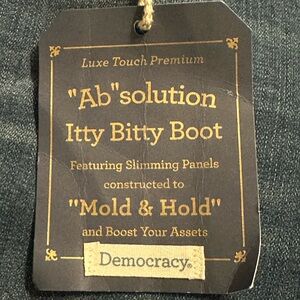 Luxe Touch Premium
"Ab"solution
Itty Bitty Boot
Featuring Slimming Panels
constructed to
"Mold & Hold"
and Boost Your Assets
Democracy®